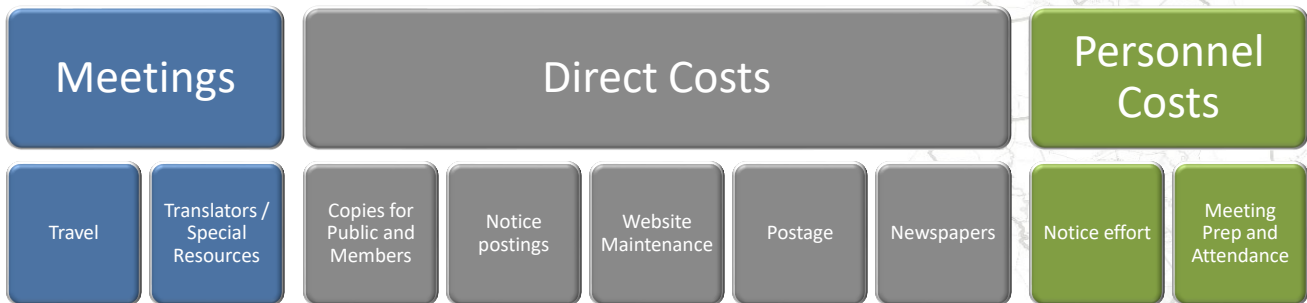 Meetings
Direct Costs
Personnel
Costs
Travel
Translators /
Special
Resources
Copies for
Public and
Members
Notice
postings
Website
Maintenance
Postage
Newspapers
Notice effort
Meeting
Prep and
Attendance